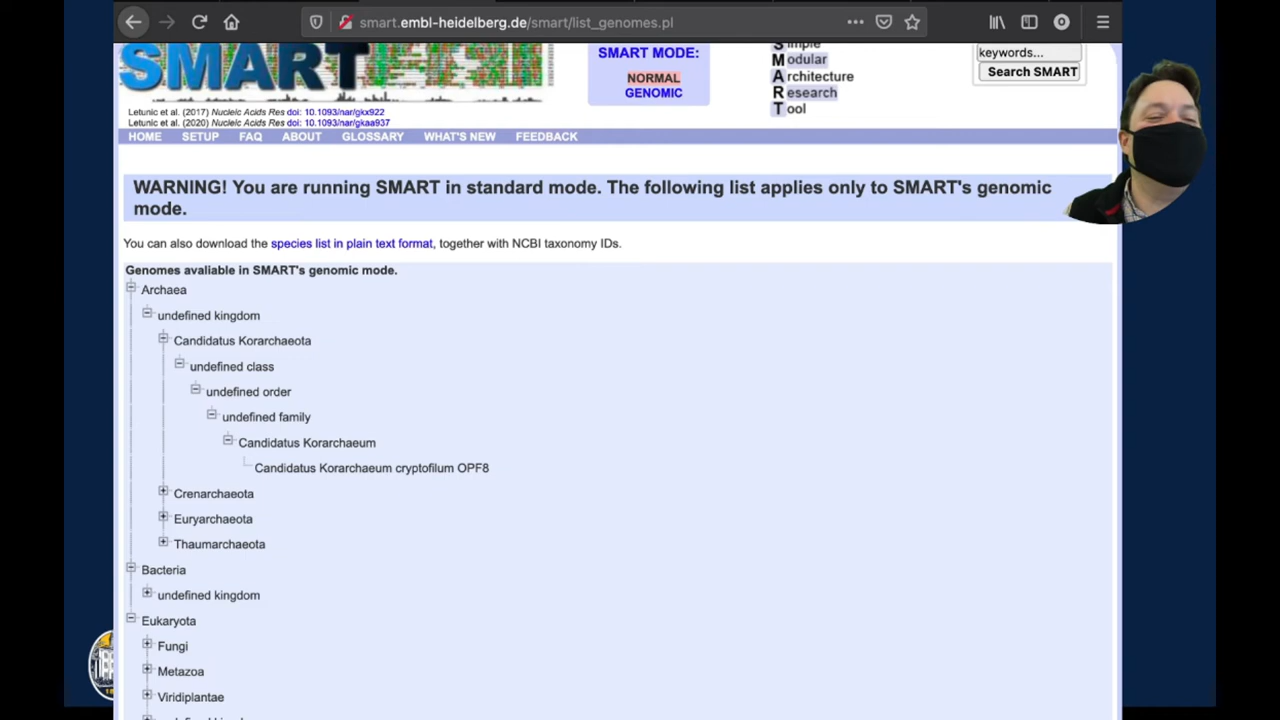 smart.embl-heidelberg.de/smart/list_genomes.pl
SMART
SMART MODE:
NORMAL
GENOMIC
Simple
Modular
Architecture
Research
Tool
keywords...
Search SMART
Letunic et al. (2017) Nucleic Acids Res doi: 10.1093/nar/gkx922
Letunic et al. (2020) Nucleic Acids Res doi: 10.1093/nar/gkaa937
HOME SETUP FAQ ABOUT GLOSSARY WHAT'S NEW FEEDBACK
WARNING! You are running SMART in standard mode. The following list applies only to SMART's genomic
mode.
You can also download the species list in plain text format, together with NCBI taxonomy IDs.
Genomes avaliable in SMART's genomic mode.
Archaea
undefined kingdom
Candidatus Korarchaeota
undefined class
undefined order
undefined family
Candidatus Korarchaeum
Candidatus Korarchaeum cryptofilum OPF8
Crenarchaeota
Euryarchaeota
Thaumarchaeota
Bacteria
undefined kingdom
Eukaryota
Fungi
Metazoa
Viridiplantae